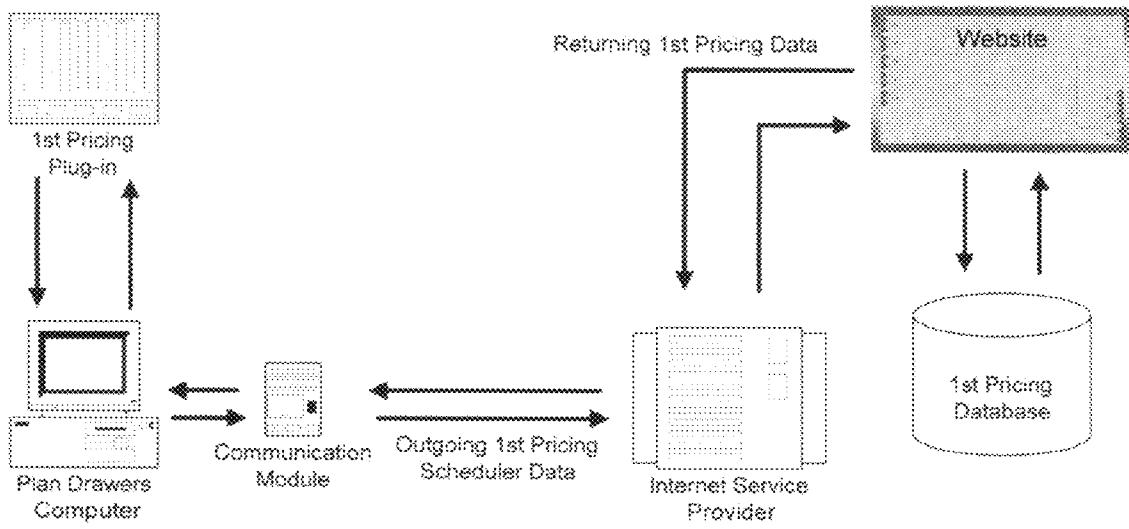 Returning 1st Pricing Data
Website
1st Pricing
Plug-in
1st Pricing
Database
Communication
Module
Outgoing 1st Pricing
Scheduler Data
Plan Drawers
Computer
Internet Service
Provider